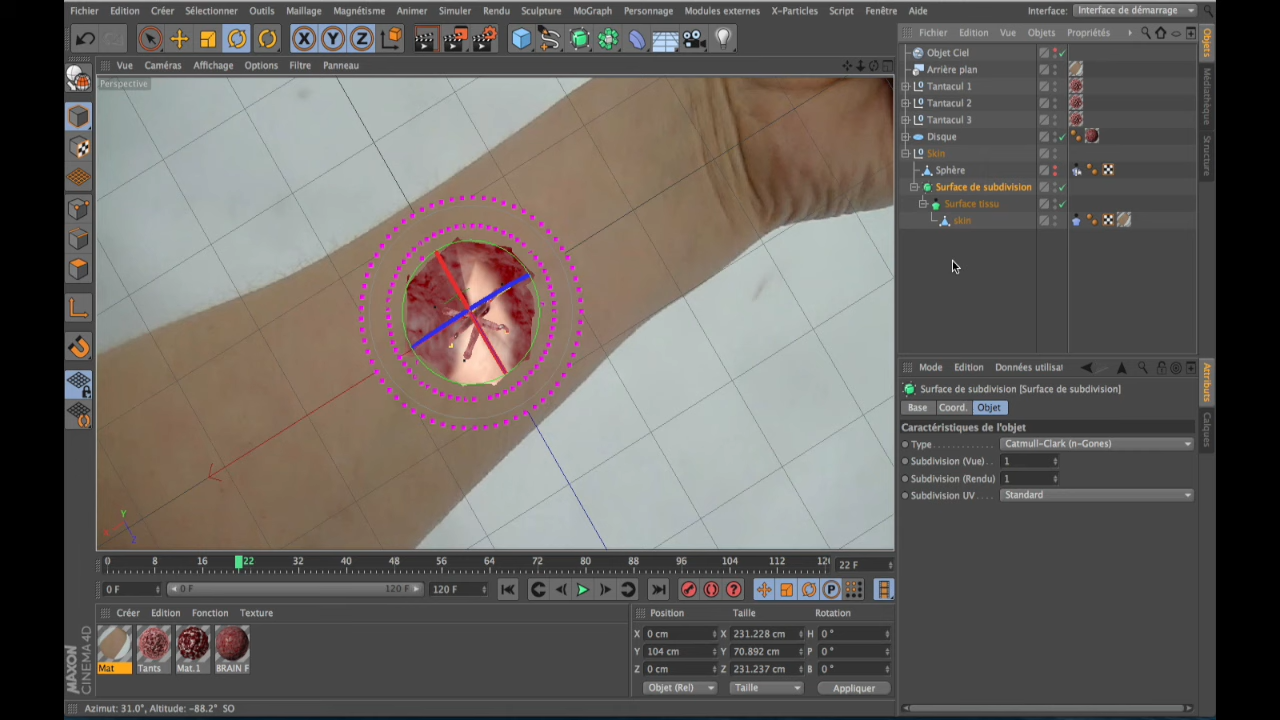 Fichier Edition Créer Sélectionner Outils Maillage Magnétisme Animer Simuler Rendu Sculpture MoGraph Personnage Modules externes X-Particles Script Fenêtre Aide Interface: Interface de démarrage
Fichier Edition Vue Objets Propriétés
Vue Caméras Affichage Options Filtre Panneau
Perspective
Objet Ciel
Arrière plan
Tantacul 1
Tantacul 2
Tantacul 3
Disque
Skin
Sphère
Surface de subdivision
Surface tissu
skin
Objets
Médiathèque
Structure
Mode Edition Données utilisat
Surface de subdivision [Surface de subdivision]
Base Coord. Objet
Caractéristiques de l'objet
Type Catmull-Clark (n-Gones)
Subdivision (Vue) 1
Subdivision (Rendu) 1
Subdivision UV Standard
Attributs
Calques
Y
X
Z
0 8 16 22 32 40 48 56 64 72 80 88 96 104 112 120 22 F
0 F 0 F 120 F 120 F
Créer Edition Fonction Texture
Mat Tants Mat.1 BRAIN F
Position Taille Rotation
X 0 cm X 231.228 cm H 0 °
Y 104 cm Y 70.892 cm P 0 °
Z 0 cm Z 231.237 cm B 0 °
Objet (Rel) Taille Appliquer
MAXON
CINEMA 4D
Azimut: 31.0°, Altitude: -88.2° SO